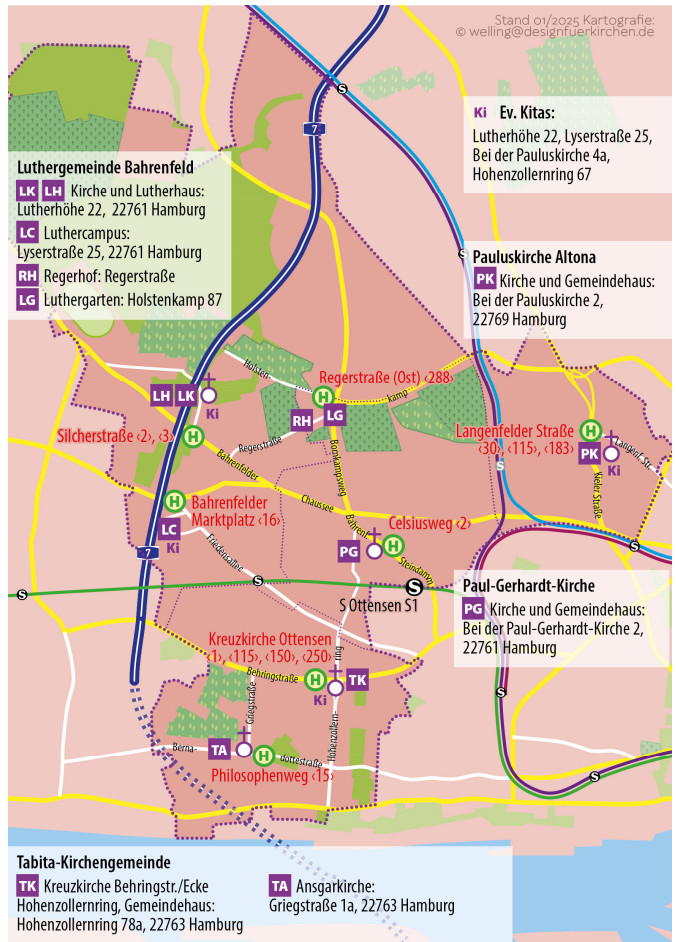 Stand 01/2025 Kartografie:
© welling@designfuerkirchen.de
S
7
Ki Ev. Kitas:
Lutherhöhe 22, Lyserstraße 25,
Bei der Pauluskirche 4a,
Hohenzollernring 67
Luthergemeinde Bahrenfeld
LK LH Kirche und Lutherhaus:
Lutherhöhe 22, 22761 Hamburg
LC Luthercampus:
Lyserstraße 25, 22761 Hamburg
RH Regerhof: Regerstraße
LG Luthergarten: Holstenkamp 87
S
Pauluskirche Altona
PK Kirche und Gemeindehaus:
Bei der Pauluskirche 2,
22769 Hamburg
Holsten-
kamp
Regerstraße (Ost) ‹288›
H
LH LK
Ki
RH LG
Silcherstraße ‹2›, ‹3›
H
Regerstraße
Bornkampsweg
Langenfelder Straße
‹30›, ‹115›, ‹183›
H
PK
Ki
Langenf. Str.
Kieler Straße
S
Bahrenfelder
Chaussee
H
Bahrenfelder
Marktplatz ‹16›
LC
Ki
7
Friedensallee
Bahrenf.
Steindamm
Celsiusweg ‹2›
PG
H
S
S
S
S
S Ottensen S1
Paul-Gerhardt-Kirche
PG Kirche und Gemeindehaus:
Bei der Paul-Gerhardt-Kirche 2,
22761 Hamburg
Kreuzkirche Ottensen
‹1›, ‹115›, ‹150›, ‹250›
Behringstraße
H
Ki
TK
Hohenzollern-
ring
Griegstraße
S
Berna-
dottestraße
TA
H
Philosophenweg ‹15›
S
Tabita-Kirchengemeinde
TK Kreuzkirche Behringstr./Ecke
Hohenzollernring, Gemeindehaus:
Hohenzollernring 78a, 22763 Hamburg
TA Ansgarkirche:
Griegstraße 1a, 22763 Hamburg